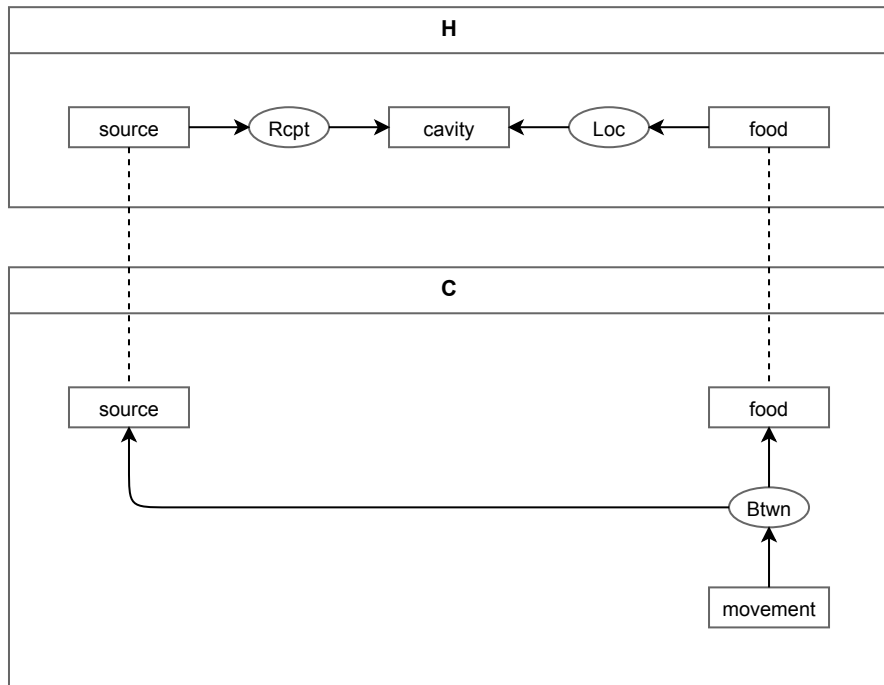 H
source Rcpt cavity Loc food
C
source food
Btwn
movement